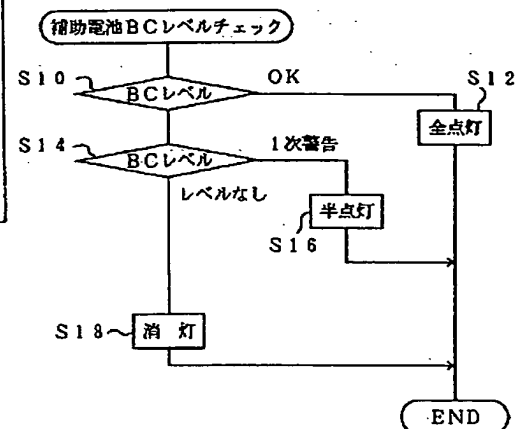 補助電池BCレベルチェック
S10
BCレベル
OK
S12
全点灯
S14
BCレベル
1次警告
レベルなし
半点灯
S16
S18
消 灯
END